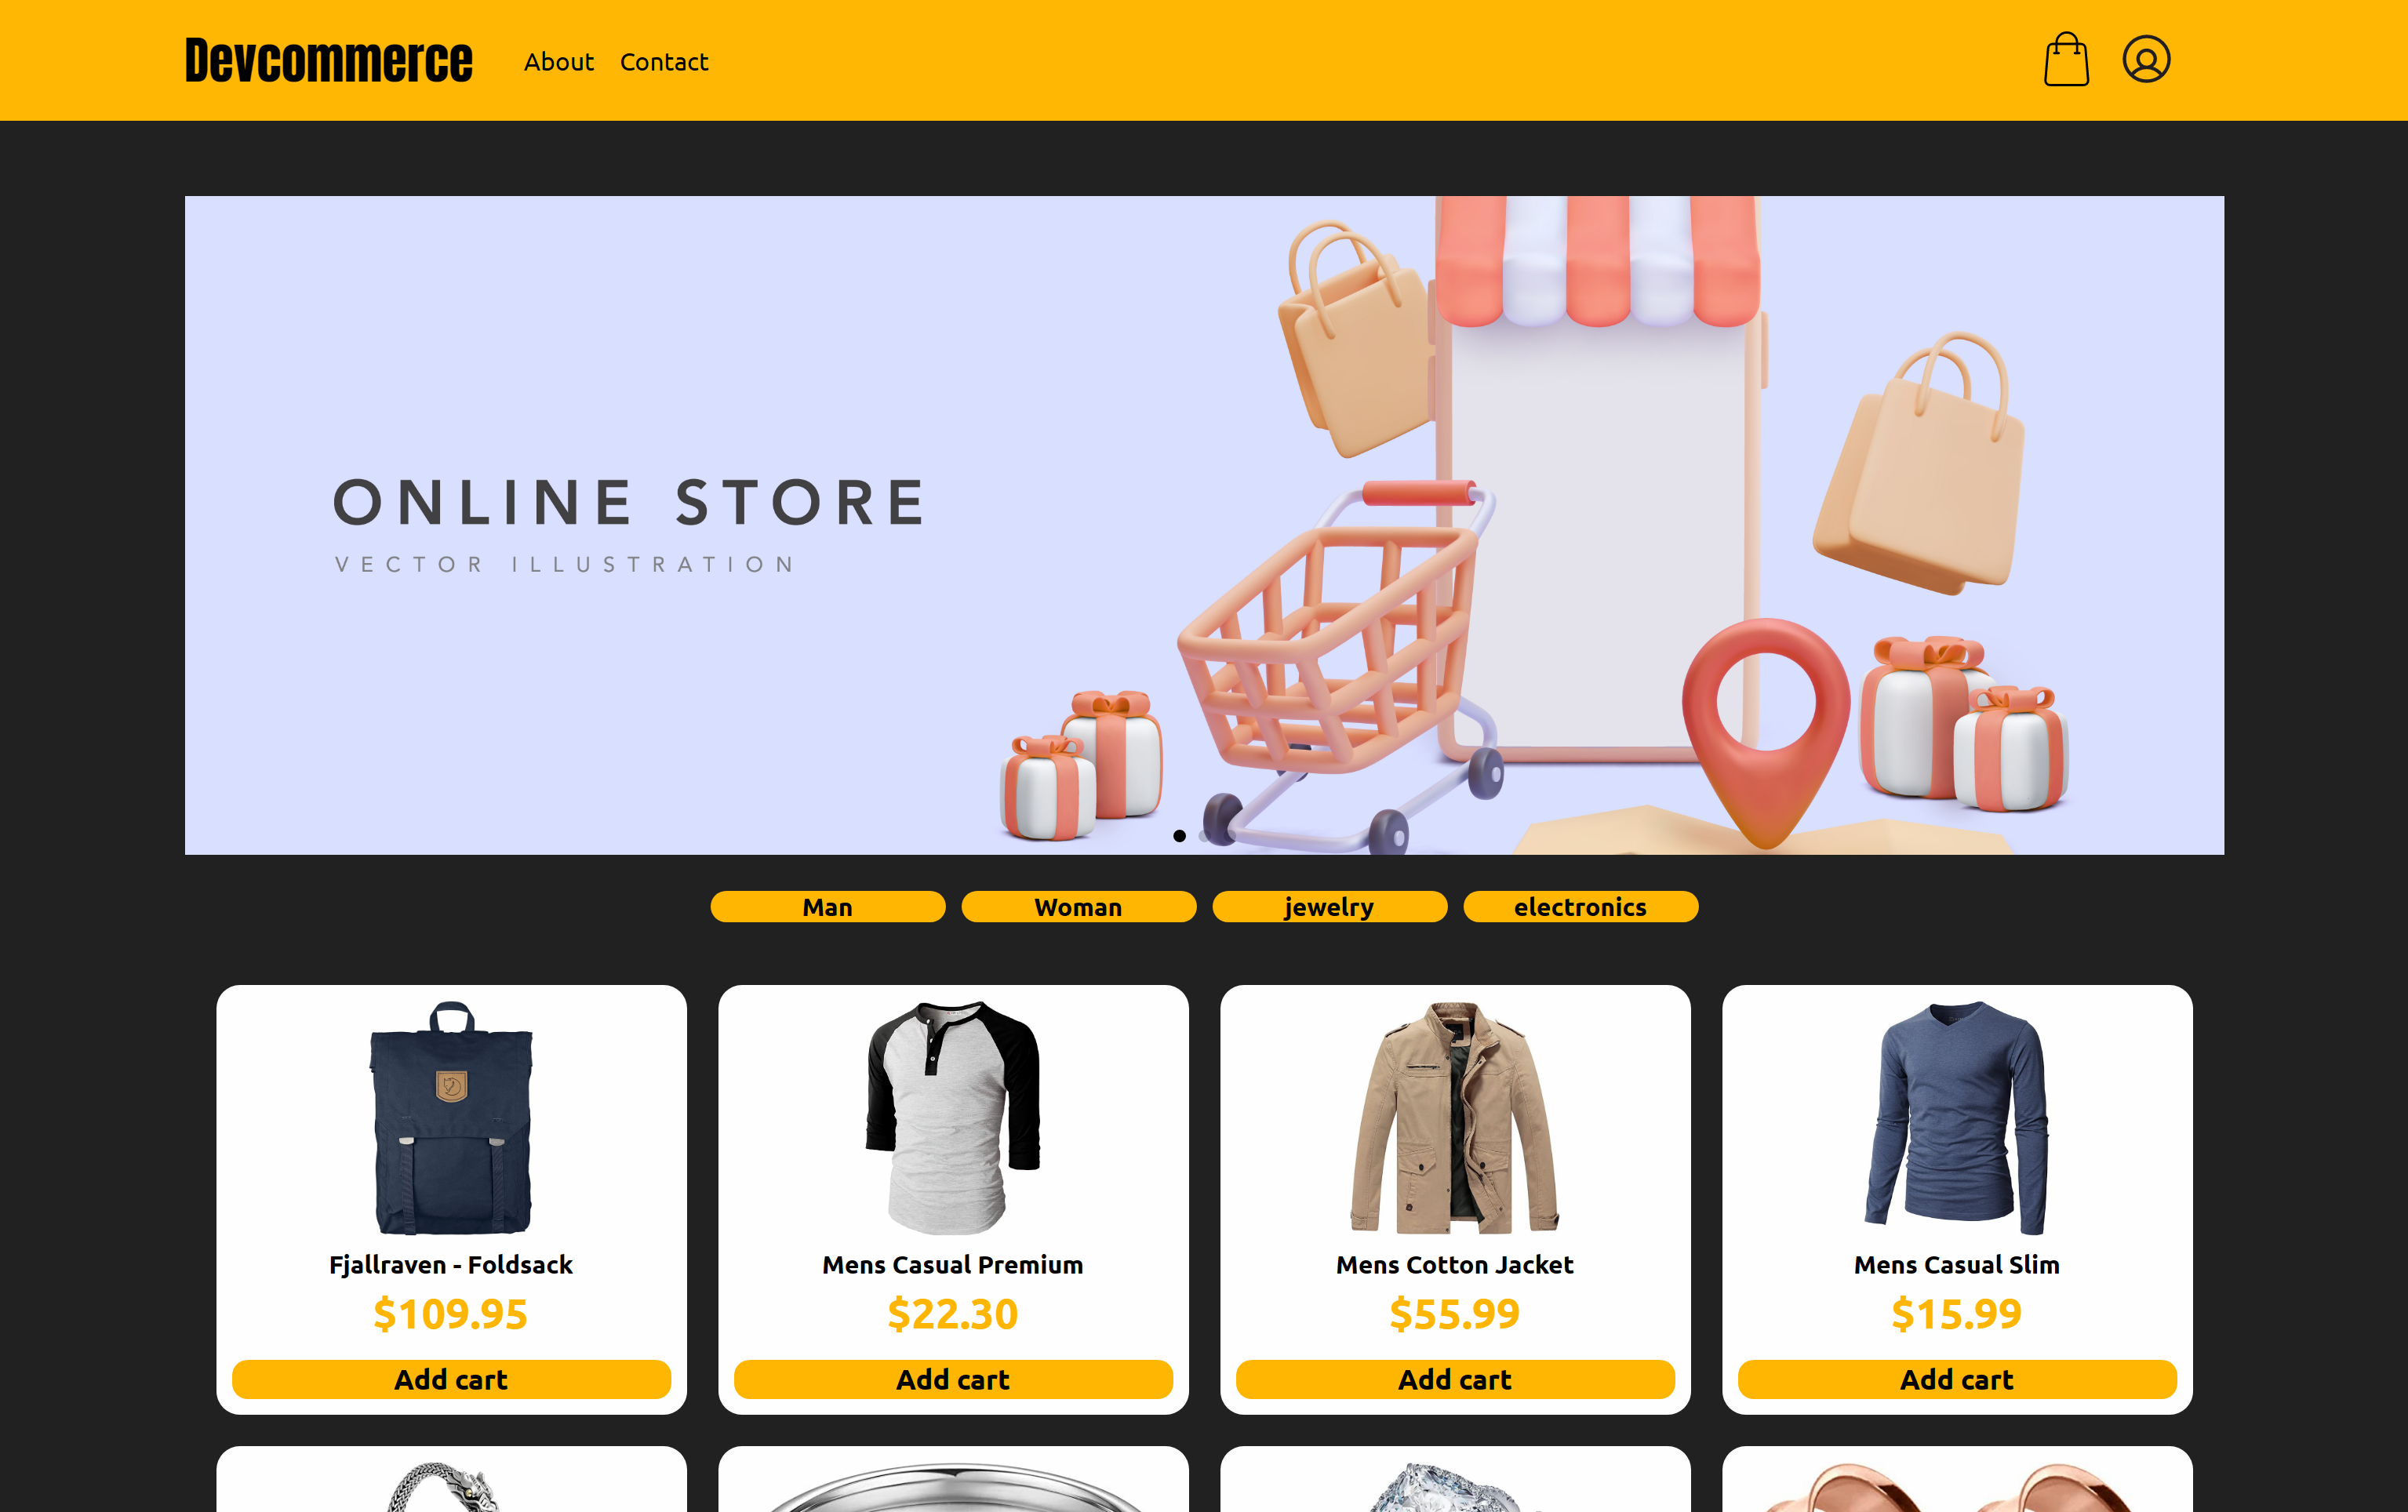 Devcommerce About Contact
ONLINE STORE
VECTOR ILLUSTRATION
Man Woman jewelry electronics
Fjallraven - Foldsack Mens Casual Premium Mens Cotton Jacket Mens Casual Slim
$109.95 $22.30 $55.99 $15.99
Add cart Add cart Add cart Add cart